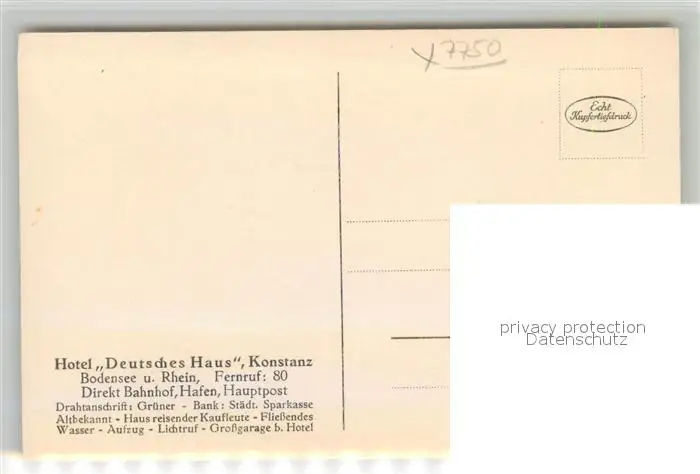 x 7750
Echt
Kupfertiefdruck
privacy protection
Datenschutz
Hotel „Deutsches Haus“, Konstanz
Bodensee u. Rhein, Fernruf: 80
Direkt Bahnhof, Hafen, Hauptpost
Drahtanschrift: Grüner - Bank: Städt. Sparkasse
Altbekannt - Haus reisender Kaufleute - Fließendes
Wasser - Aufzug - Lichtruf - Großgarage b. Hotel